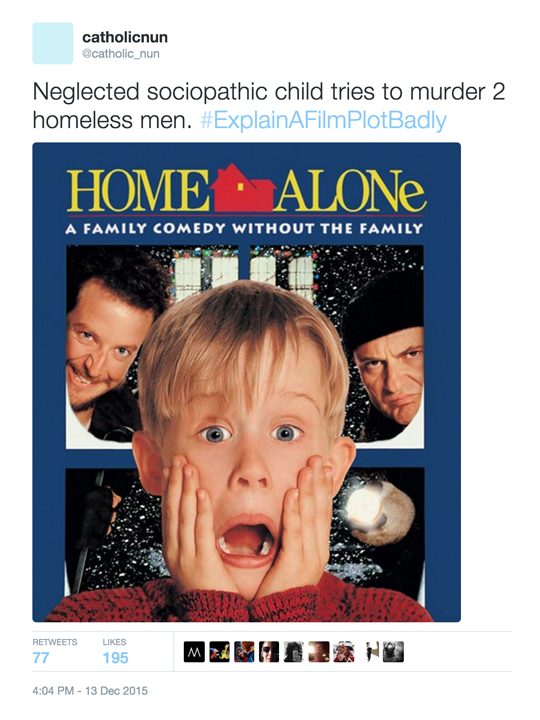 catholicnun
@catholic_nun
Neglected sociopathic child tries to murder 2
homeless men. #ExplainAFilmPlotBadly
HOME ALONe
A FAMILY COMEDY WITHOUT THE FAMILY
RETWEETS LIKES
77 195
4:04 PM - 13 Dec 2015